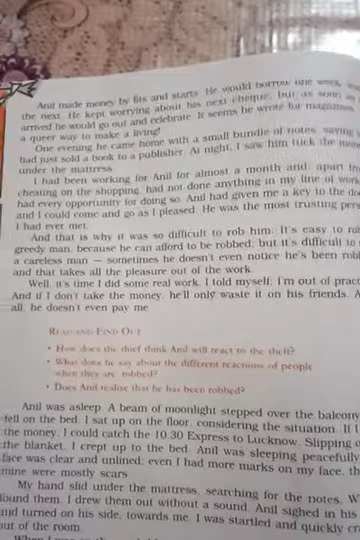 Anil made money by fits and starts. He would borrow one week,
the next. He kept worrying about his next cheque, but as soon as
arrived he would go out and celebrate. It seems he wrote for magazines
a queer way to make a living!
One evening he came home with a small bundle of notes, saying
had just sold a book to a publisher. At night, I saw him tuck the
under the mattress.
I had been working for Anil for almost a month and, apart
cheating on the shopping, had not done anything in my line of work
had every opportunity for doing so. Anil had given me a key to the
and I could come and go as I pleased. He was the most trusting
I had ever met.
And that is why it was so difficult to rob him. It's easy to rob
greedy man, because he can afford to be robbed; but it's difficult to
a careless man — sometimes he doesn't even notice he's been
and that takes all the pleasure out of the work.
Well, it's time I did some real work, I told myself; I'm out of
And if I don't take the money, he'll only waste it on his friends.
all, he doesn't even pay me.
READ AND FIND OUT
• How does the thief think Anil will react to the theft?
• What does he say about the different reactions of people
when they are robbed?
• Does Anil realise that he has been robbed?
Anil was asleep. A beam of moonlight stepped over the
fell on the bed. I sat up on the floor, considering the situation. If I
the money, I could catch the 10.30 Express to Lucknow. Slipping
the blanket, I crept up to the bed. Anil was sleeping peacefully
face was clear and unlined; even I had more marks on my face,
mine were mostly scars.
My hand slid under the mattress, searching for the notes.
found them, I drew them out without a sound. Anil sighed in his
and turned on his side, towards me. I was startled and quickly
out of the room.